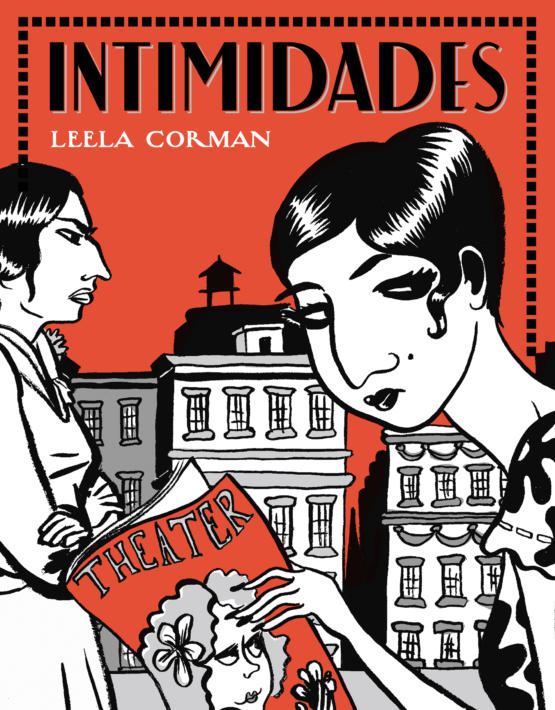 INTIMIDADES
LEELA CORMAN
THEATER